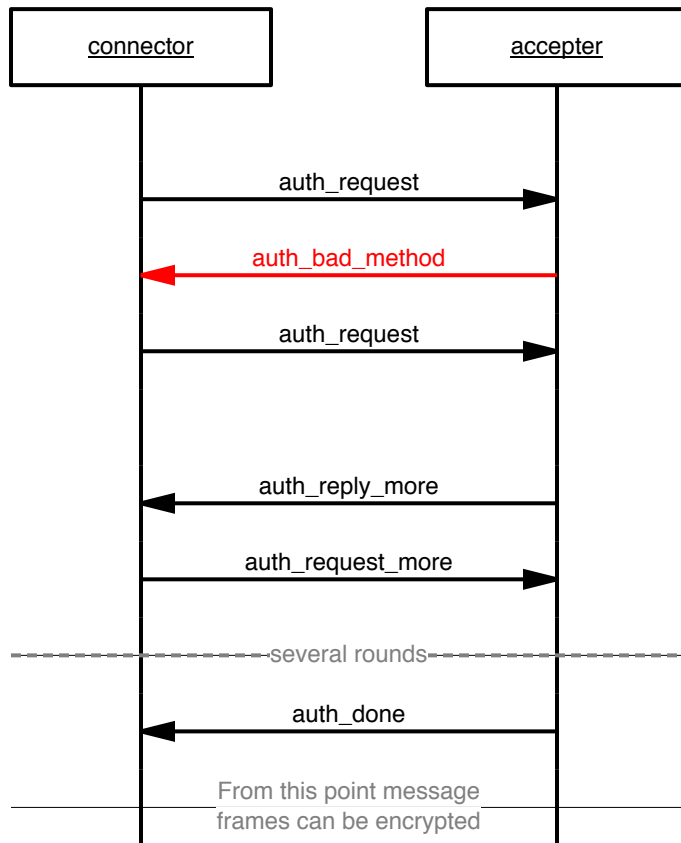 connector
accepter
auth_request
auth_bad_method
auth_request
auth_reply_more
auth_request_more
several rounds
auth_done
From this point message
frames can be encrypted